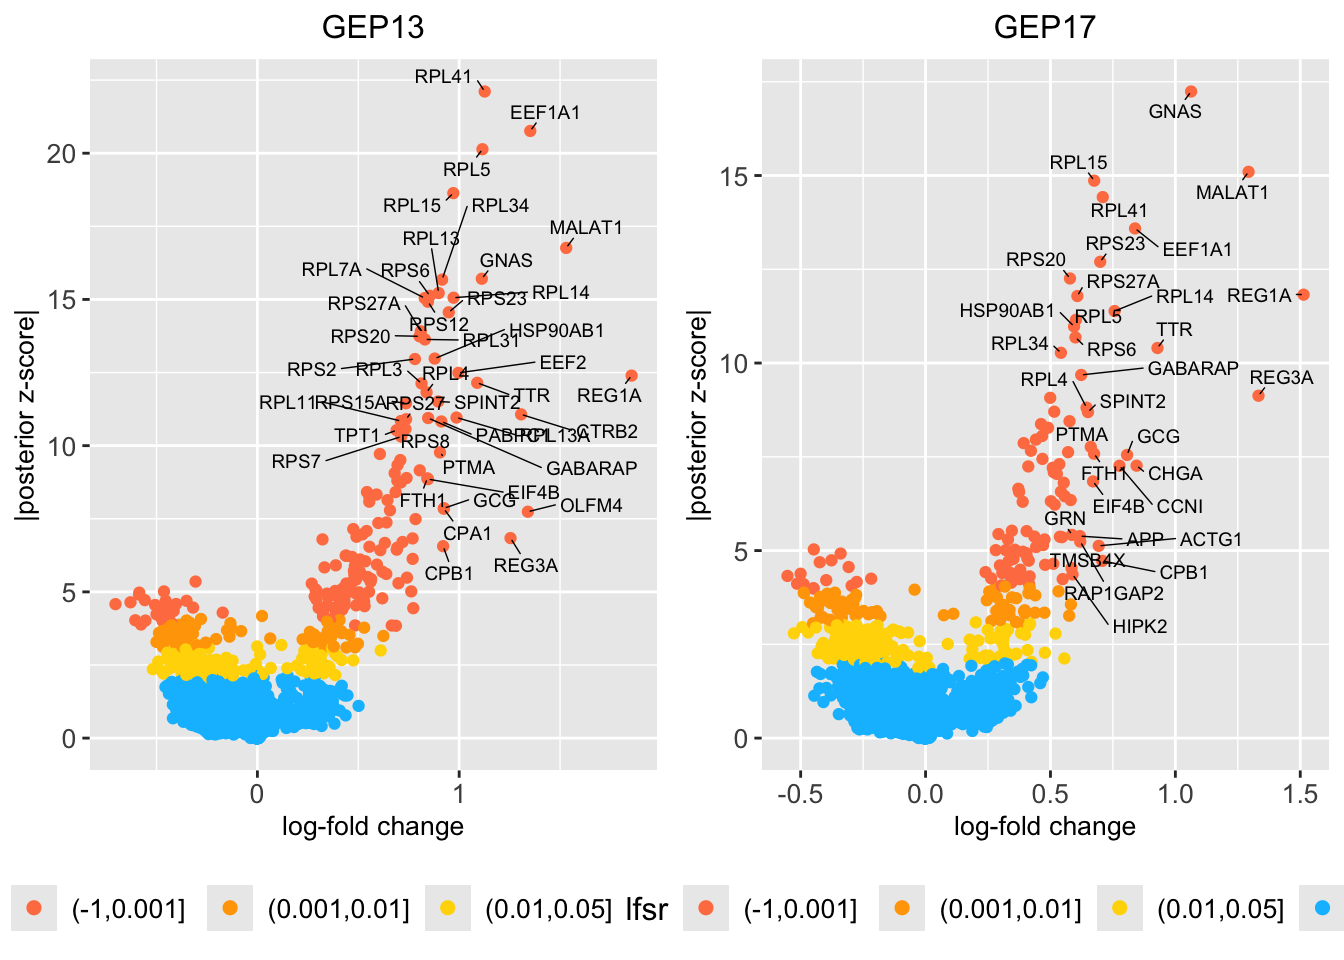 GEP13
|posterior z-score|
20
15
10
5
0
RPL41
EEF1A1
RPL5
RPL15
RPL34
MALAT1
RPL13
GNAS
RPL7A
RPS6
RPL14
RPS23
RPS27A
RPS12
HSP90AB1
RPS20
RPL31
EEF2
RPS2
RPL3
RPL4
TTR
REG1A
RPL11
RPS15A
RPS27
SPINT2
TPT1
RPS8
PABPC1
RPL13A
CTRB2
RPS7
PTMA
GABARAP
FTH1
GCG
EIF4B
OLFM4
CPA1
CPB1
REG3A
0
1
log-fold change
GEP17
|posterior z-score|
15
10
5
0
GNAS
RPL15
MALAT1
RPL41
RPS23
EEF1A1
RPS20
RPS27A
RPL14
REG1A
HSP90AB1
RPL5
TTR
RPL34
RPS6
GABARAP
RPL4
SPINT2
REG3A
PTMA
GCG
FTH1
CHGA
EIF4B
CCNI
GRN
APP
ACTG1
TMSB4X
CPB1
RAP1GAP2
HIPK2
-0.5
0.0
0.5
1.0
1.5
log-fold change
(-1,0.001]
(0.001,0.01]
(0.01,0.05]
lfsr
(-1,0.001]
(0.001,0.01]
(0.01,0.05]